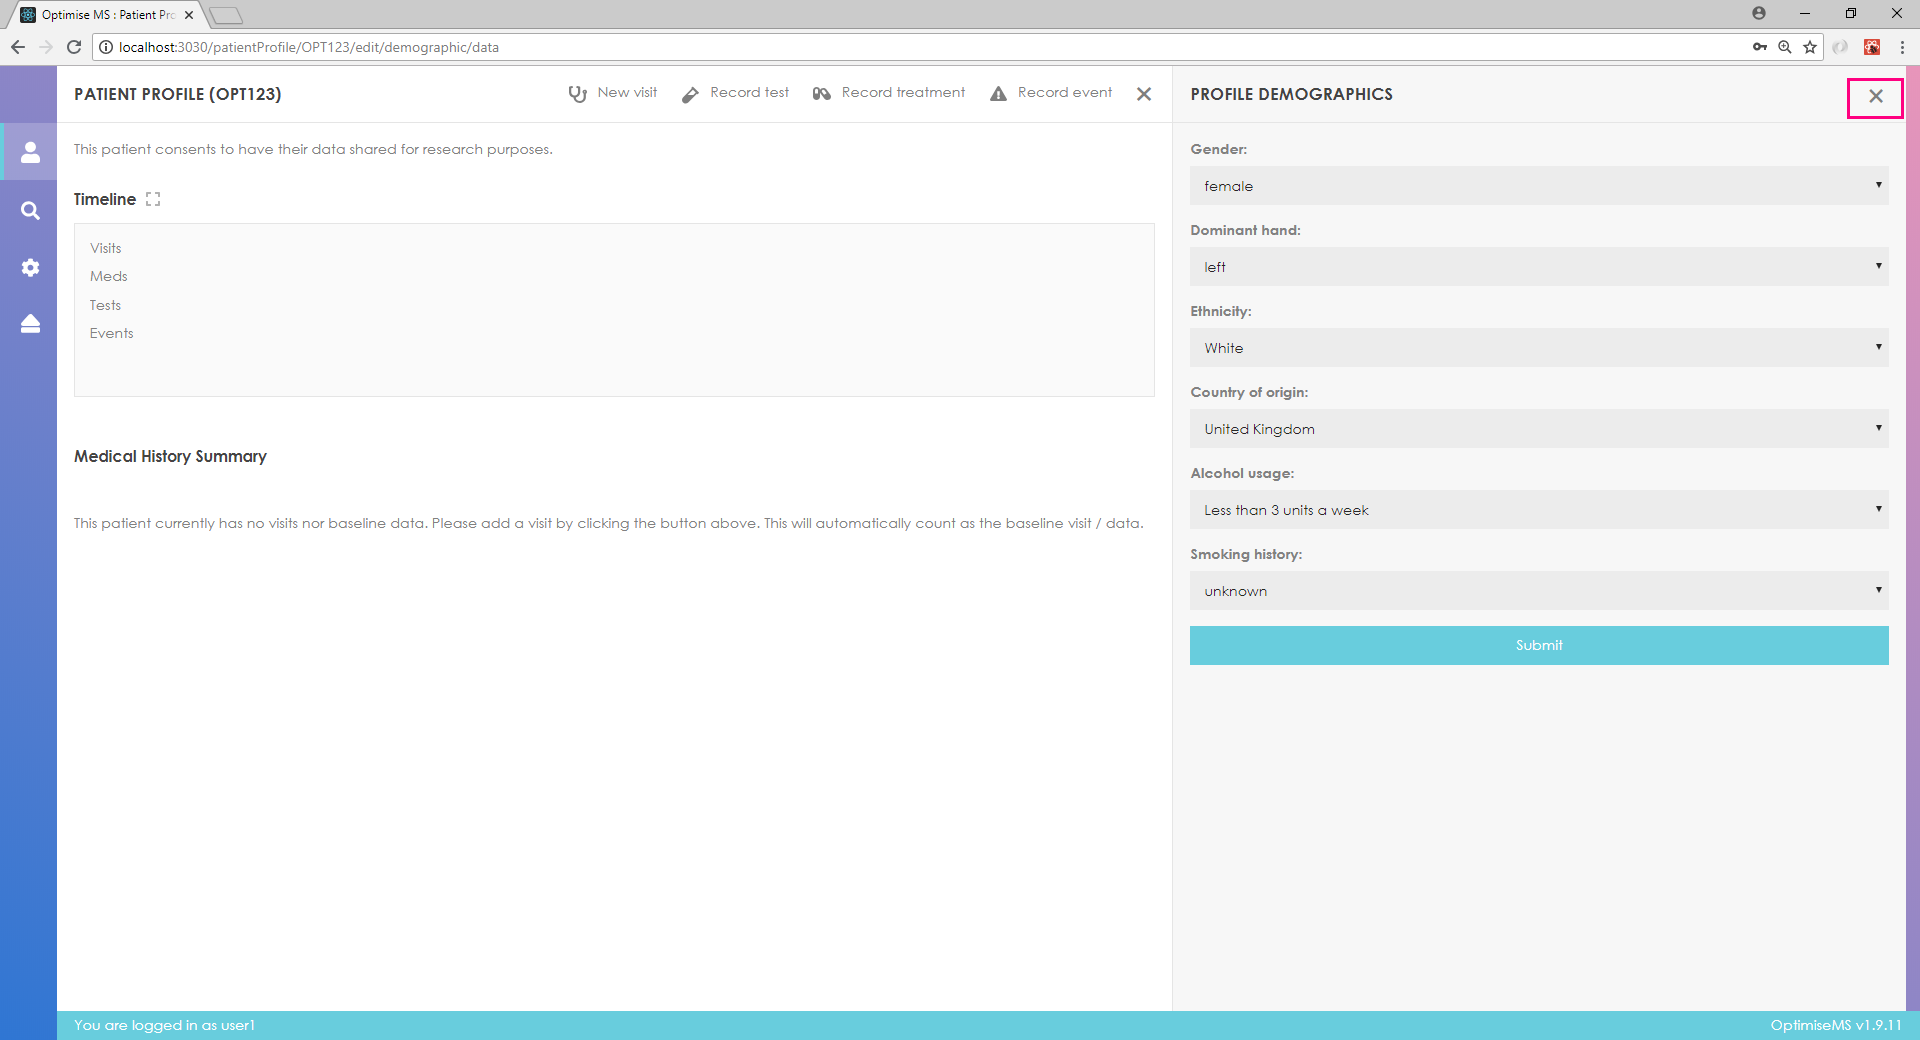 Optimise MS : Patient Pro
localhost:3030/patientProfile/OPT123/edit/demographic/data
PATIENT PROFILE (OPT123)
New visit
Record test
Record treatment
Record event
This patient consents to have their data shared for research purposes.
Timeline
Visits
Meds
Tests
Events
Medical History Summary
This patient currently has no visits nor baseline data. Please add a visit by clicking the button above. This will automatically count as the baseline visit / data.
PROFILE DEMOGRAPHICS
Gender:
female
Dominant hand:
left
Ethnicity:
White
Country of origin:
United Kingdom
Alcohol usage:
Less than 3 units a week
Smoking history:
unknown
Submit
You are logged in as user1
OptimiseMS v1.9.11